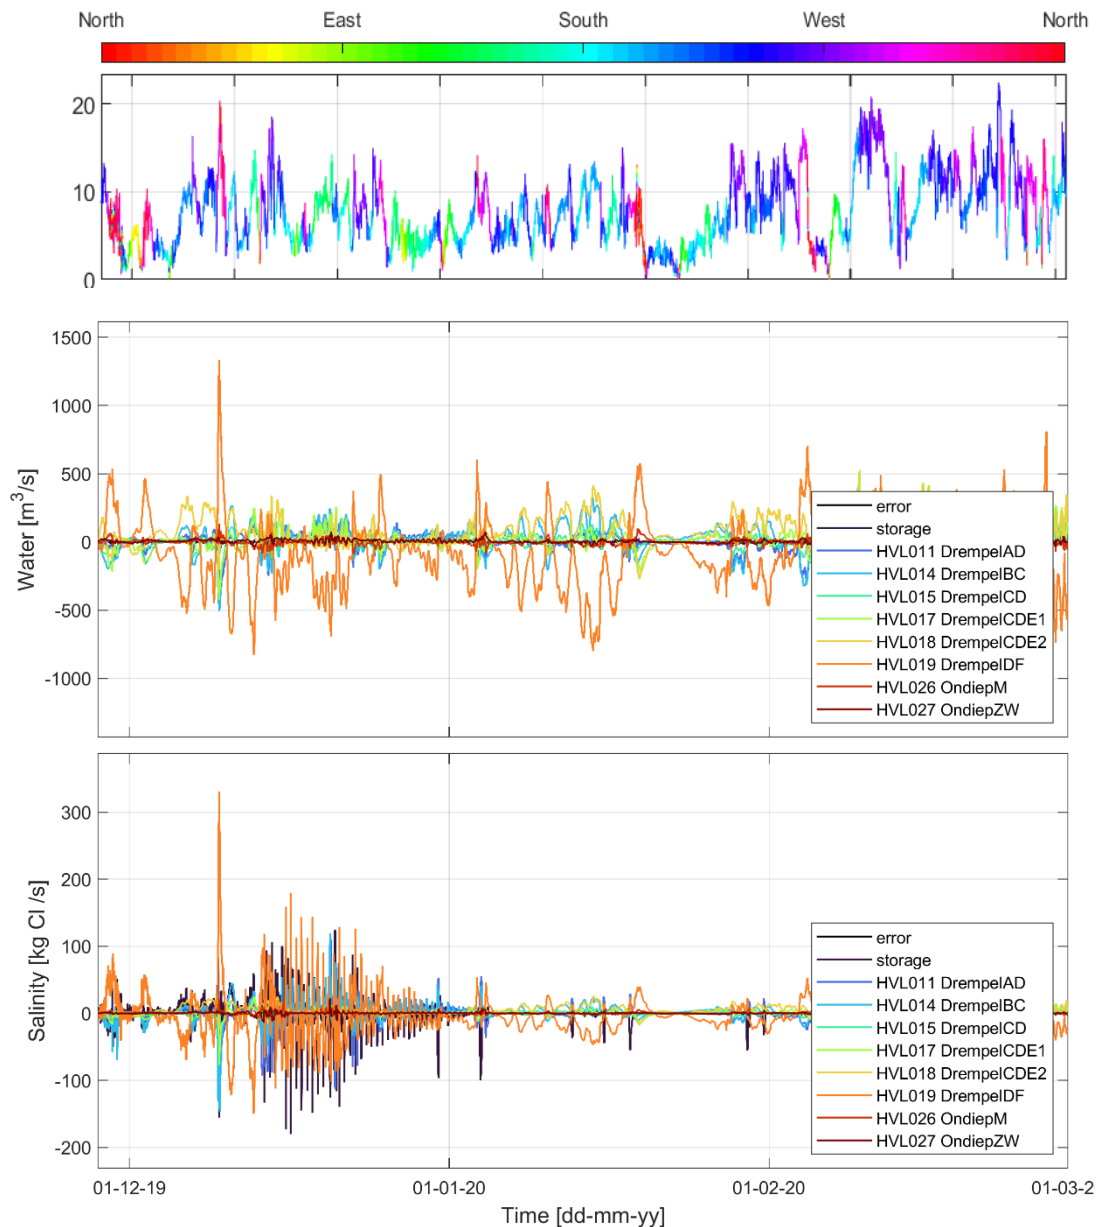 North East South West North
20
10
0
1500
1000
500
0
-500
-1000
Water [m³/s]
error
storage
HVL011 DrempelAD
HVL014 DrempelBC
HVL015 DrempelCD
HVL017 DrempelCDE1
HVL018 DrempelCDE2
HVL019 DrempelDF
HVL026 OndiepM
HVL027 OndiepZW
300
200
100
0
-100
-200
Salinity [kg Cl /s]
error
storage
HVL011 DrempelAD
HVL014 DrempelBC
HVL015 DrempelCD
HVL017 DrempelCDE1
HVL018 DrempelCDE2
HVL019 DrempelDF
HVL026 OndiepM
HVL027 OndiepZW
01-12-19 01-01-20 01-02-20 01-03-2
Time [dd-mm-yy]